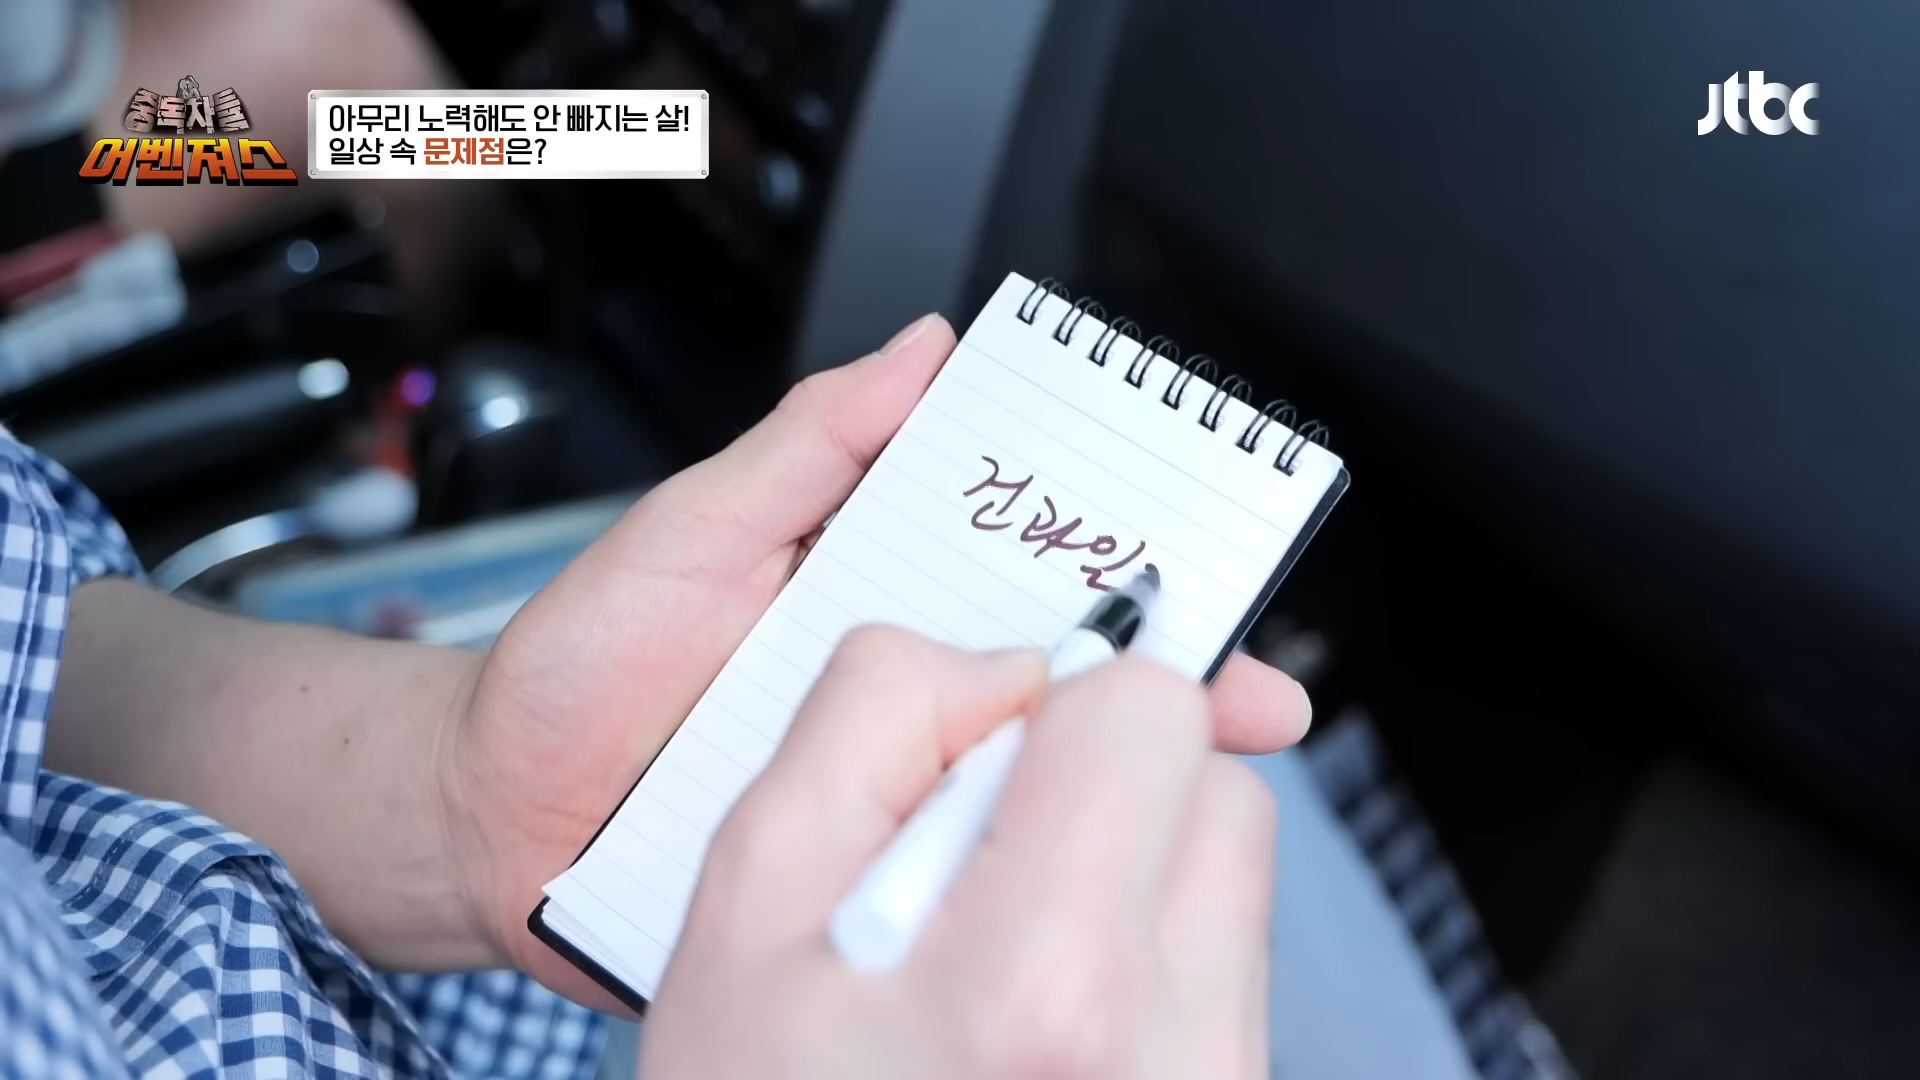 중독자들
어벤져스
아무리 노력해도 안 빠지는 살!
일상 속 문제점은?
jtbc
건과일